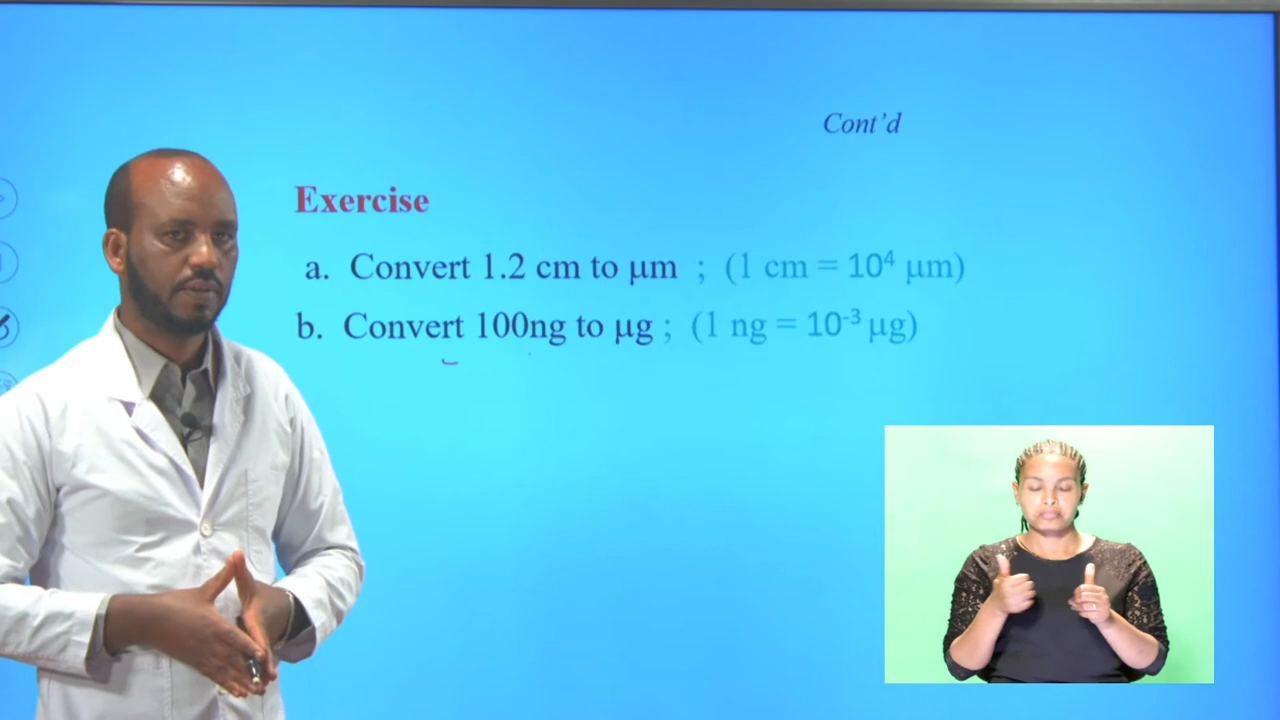 Cont’d
Exercise
a. Convert 1.2 cm to μm ; (1 cm = 10⁴ μm)
b. Convert 100ng to μg ; (1 ng = 10⁻³ μg)